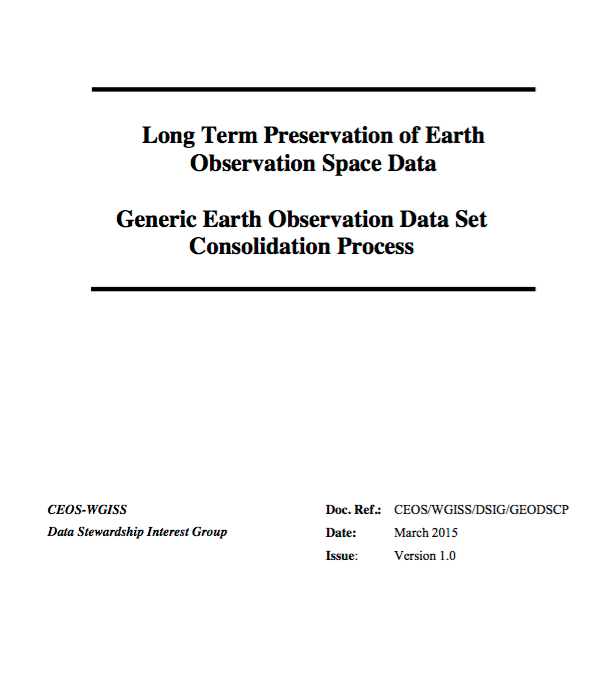 Long Term Preservation of Earth
Observation Space Data
Generic Earth Observation Data Set
Consolidation Process
CEOS-WGISS
Data Stewardship Interest Group
Doc. Ref.: CEOS/WGISS/DSIG/GEODSCP
Date: March 2015
Issue: Version 1.0